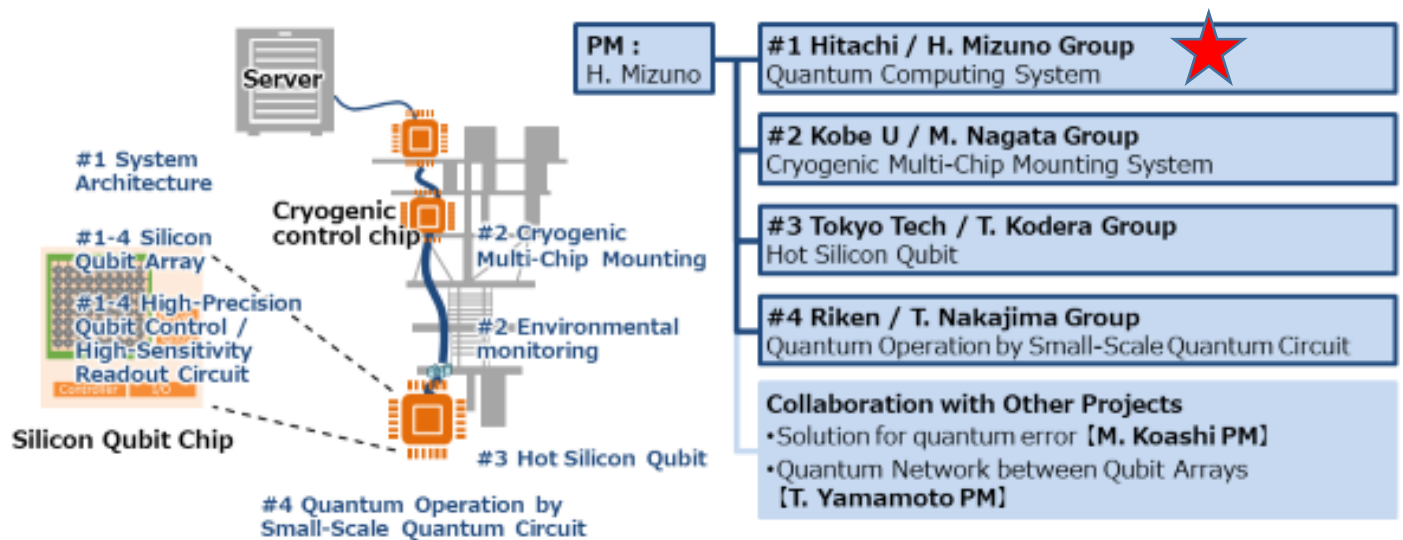 Server
#1 System
Architecture
Cryogenic
control chip
#1-4 Silicon
Qubit Array
#2 Cryogenic
Multi-Chip Mounting
#1-4 High-Precision
Qubit Control /
High-Sensitivity
Readout Circuit
#2 Environmental
monitoring
Controller
I/O
Silicon Qubit Chip
#3 Hot Silicon Qubit
#4 Quantum Operation by
Small-Scale Quantum Circuit
PM :
H. Mizuno
#1 Hitachi / H. Mizuno Group
Quantum Computing System
#2 Kobe U / M. Nagata Group
Cryogenic Multi-Chip Mounting System
#3 Tokyo Tech / T. Kodera Group
Hot Silicon Qubit
#4 Riken / T. Nakajima Group
Quantum Operation by Small-Scale Quantum Circuit
Collaboration with Other Projects
•Solution for quantum error【M. Koashi PM】
•Quantum Network between Qubit Arrays
【T. Yamamoto PM】